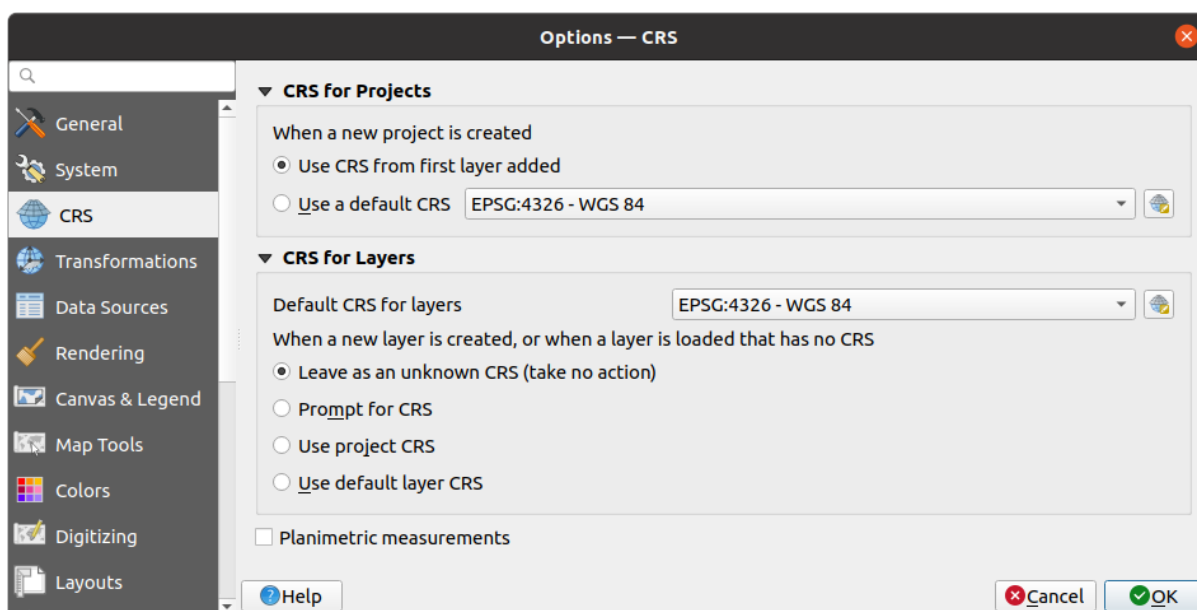 Options — CRS
General
System
CRS
Transformations
Data Sources
Rendering
Canvas & Legend
Map Tools
Colors
Digitizing
Layouts
CRS for Projects
When a new project is created
Use CRS from first layer added
Use a default CRS EPSG:4326 - WGS 84
CRS for Layers
Default CRS for layers EPSG:4326 - WGS 84
When a new layer is created, or when a layer is loaded that has no CRS
Leave as an unknown CRS (take no action)
Prompt for CRS
Use project CRS
Use default layer CRS
Planimetric measurements
Help Cancel OK